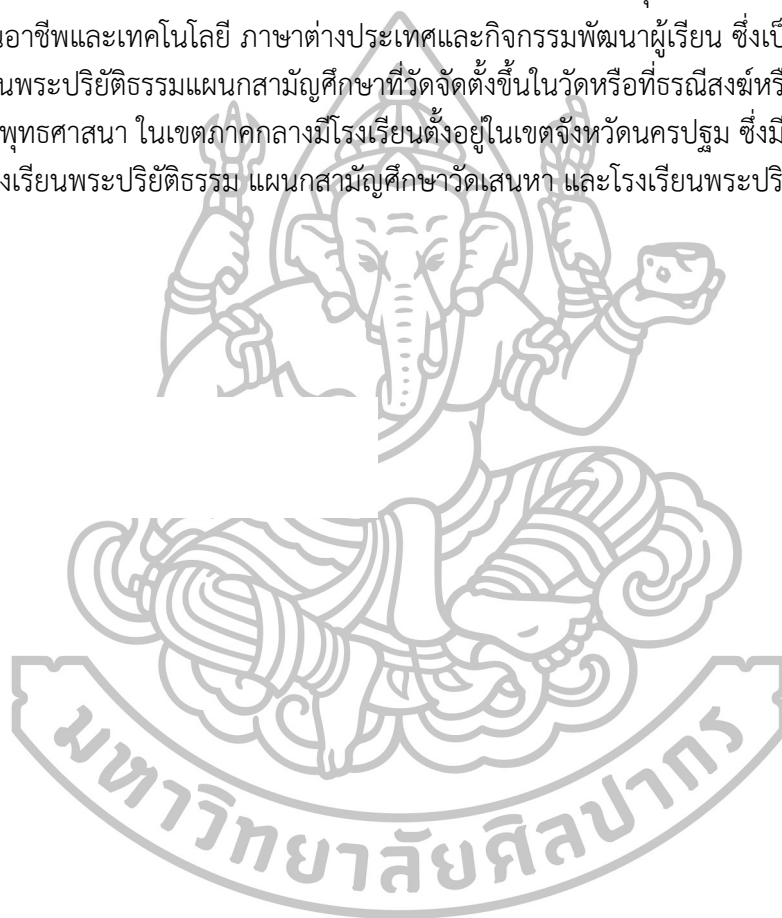 นอาชีพและเทคโนโลยี ภาษาต่างประเทศและกิจกรรมพัฒนาผู้เรียน ซึ่งเป็
นพระปริยัติธรรมแผนกสามัญศึกษาที่วัดจัดตั้งขึ้นในวัดหรือที่ธรณีสงฆ์หรื
พุทธศาสนา ในเขตภาคกลางมีโรงเรียนตั้งอยู่ในเขตจังหวัดนครปฐม ซึ่งมี
งเรียนพระปริยัติธรรม แผนกสามัญศึกษาวัดเสนหา และโรงเรียนพระปริ
มหาวิทยาลัยศิลปากร